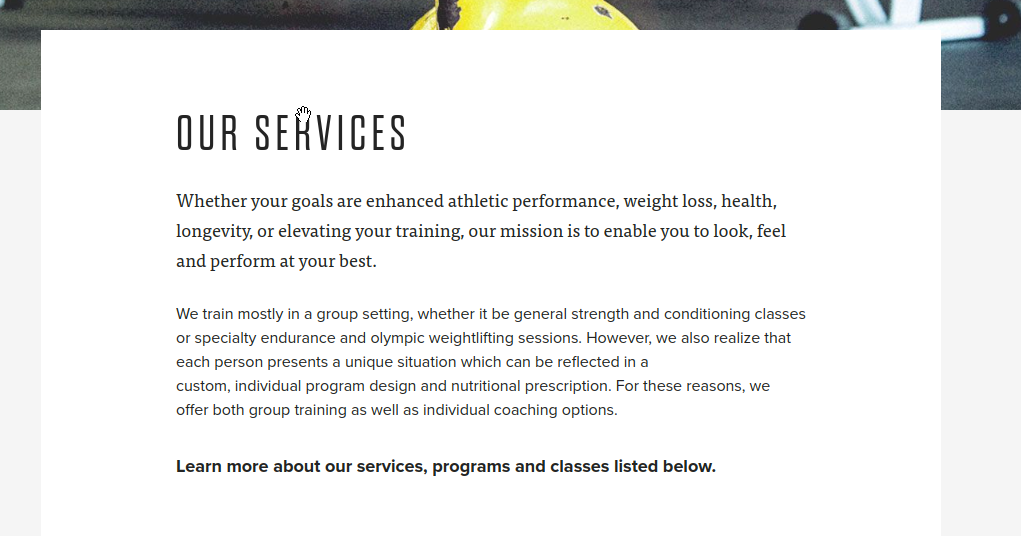 OUR SERVICES
Whether your goals are enhanced athletic performance, weight loss, health,
longevity, or elevating your training, our mission is to enable you to look, feel
and perform at your best.
We train mostly in a group setting, whether it be general strength and conditioning classes
or specialty endurance and olympic weightlifting sessions. However, we also realize that
each person presents a unique situation which can be reflected in a
custom, individual program design and nutritional prescription. For these reasons, we
offer both group training as well as individual coaching options.
Learn more about our services, programs and classes listed below.